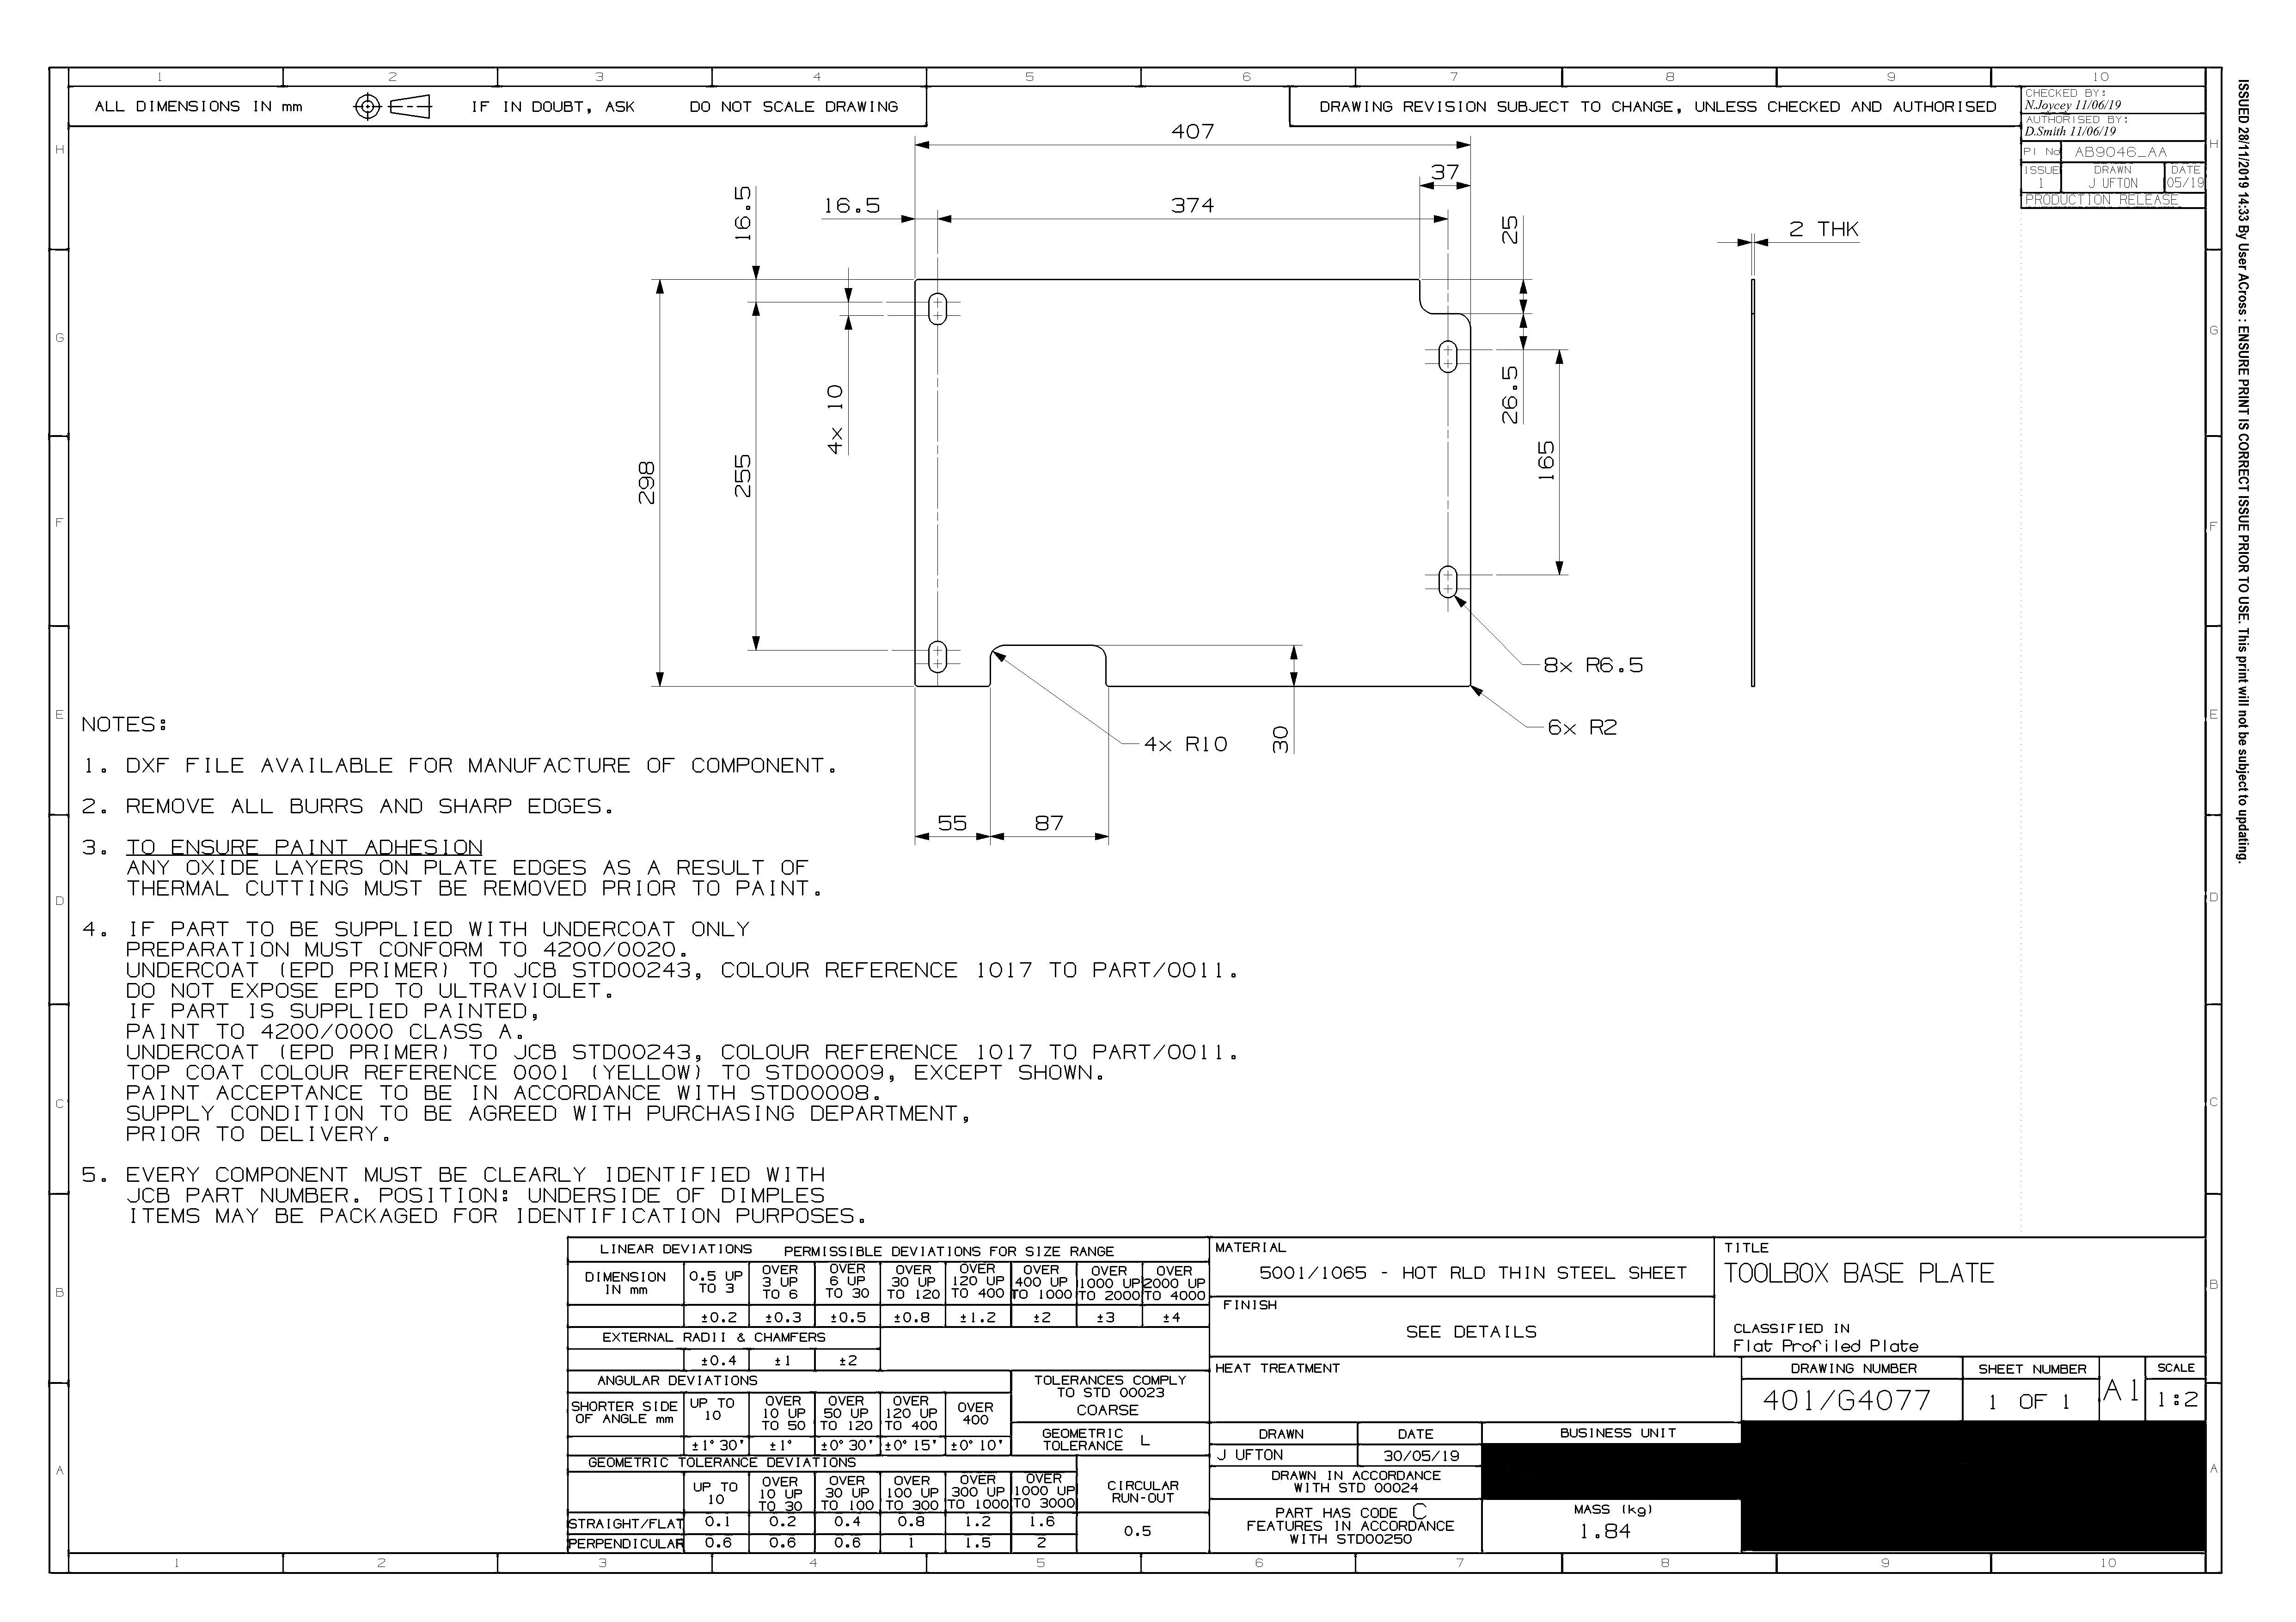 1 2 3 4 5 6 7 8 9 10
ALL DIMENSIONS IN mm
IF IN DOUBT, ASK
DO NOT SCALE DRAWING
DRAWING REVISION SUBJECT TO CHANGE, UNLESS CHECKED AND AUTHORISED
CHECKED BY:
N.Joycey 11/06/19
AUTHORISED BY:
D.Smith 11/06/19
PI No AB9046_AA
ISSUE DRAWN DATE
1 J UFTON 05/19
PRODUCTION RELEASE
ISSUED 28/11/2019 14:33 By User ACross : ENSURE PRINT IS CORRECT ISSUE PRIOR TO USE. This print will not be subject to updating.
H
G
F
E
D
C
B
A
H
G
F
E
D
C
B
A
407
37
16.5
16.5
374
25
2 THK
4x 10
26.5
298
255
165
8x R6.5
6x R2
4x R10
30
55
87
NOTES:
1. DXF FILE AVAILABLE FOR MANUFACTURE OF COMPONENT.
2. REMOVE ALL BURRS AND SHARP EDGES.
3. TO ENSURE PAINT ADHESION
ANY OXIDE LAYERS ON PLATE EDGES AS A RESULT OF
THERMAL CUTTING MUST BE REMOVED PRIOR TO PAINT.
4. IF PART TO BE SUPPLIED WITH UNDERCOAT ONLY
PREPARATION MUST CONFORM TO 4200/0020.
UNDERCOAT (EPD PRIMER) TO JCB STD00243, COLOUR REFERENCE 1017 TO PART/0011.
DO NOT EXPOSE EPD TO ULTRAVIOLET.
IF PART IS SUPPLIED PAINTED,
PAINT TO 4200/0000 CLASS A.
UNDERCOAT (EPD PRIMER) TO JCB STD00243, COLOUR REFERENCE 1017 TO PART/0011.
TOP COAT COLOUR REFERENCE 0001 (YELLOW) TO STD00009, EXCEPT SHOWN.
PAINT ACCEPTANCE TO BE IN ACCORDANCE WITH STD00008.
SUPPLY CONDITION TO BE AGREED WITH PURCHASING DEPARTMENT,
PRIOR TO DELIVERY.
5. EVERY COMPONENT MUST BE CLEARLY IDENTIFIED WITH
JCB PART NUMBER. POSITION: UNDERSIDE OF DIMPLES
ITEMS MAY BE PACKAGED FOR IDENTIFICATION PURPOSES.
LINEAR DEVIATIONS PERMISSIBLE DEVIATIONS FOR SIZE RANGE
DIMENSION IN mm
0.5 UP TO 3
OVER 3 UP TO 6
OVER 6 UP TO 30
OVER 30 UP TO 120
OVER 120 UP TO 400
OVER 400 UP TO 1000
OVER 1000 UP TO 2000
OVER 2000 UP TO 4000
±0.2 ±0.3 ±0.5 ±0.8 ±1.2 ±2 ±3 ±4
EXTERNAL RADII & CHAMFERS
±0.4 ±1 ±2
ANGULAR DEVIATIONS
SHORTER SIDE OF ANGLE mm
UP TO 10
OVER 10 UP TO 50
OVER 50 UP TO 120
OVER 120 UP TO 400
OVER 400
±1°30' ±1° ±0°30' ±0°15' ±0°10'
TOLERANCES COMPLY
TO STD 00023
COARSE
GEOMETRIC TOLERANCE L
GEOMETRIC TOLERANCE DEVIATIONS
UP TO 10
OVER 10 UP TO 30
OVER 30 UP TO 100
OVER 100 UP TO 300
OVER 300 UP TO 1000
OVER 1000 UP TO 3000
STRAIGHT/FLAT 0.1 0.2 0.4 0.8 1.2 1.6
PERPENDICULAR 0.6 0.6 0.6 1 1.5 2
CIRCULAR RUN-OUT
0.5
MATERIAL
5001/1065 - HOT RLD THIN STEEL SHEET
FINISH
SEE DETAILS
HEAT TREATMENT
DRAWN DATE BUSINESS UNIT
J UFTON 30/05/19
DRAWN IN ACCORDANCE
WITH STD 00024
PART HAS CODE C
FEATURES IN ACCORDANCE
WITH STD00250
MASS (kg)
1.84
TITLE
TOOLBOX BASE PLATE
CLASSIFIED IN
Flat Profiled Plate
DRAWING NUMBER SHEET NUMBER SCALE
401/G4077 1 OF 1 A1 1:2
1 2 3 4 5 6 7 8 9 10